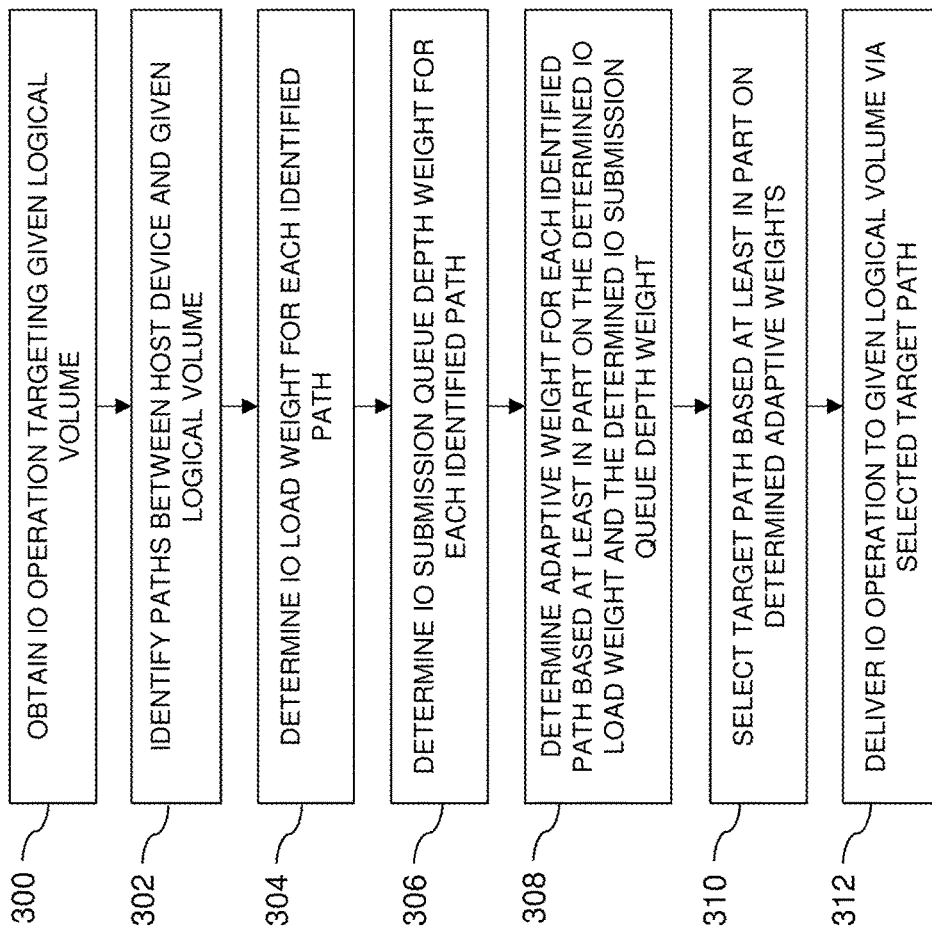 300
OBTAIN IO OPERATION TARGETING GIVEN LOGICAL
VOLUME
302
IDENTIFY PATHS BETWEEN HOST DEVICE AND GIVEN
LOGICAL VOLUME
304
DETERMINE IO LOAD WEIGHT FOR EACH IDENTIFIED
PATH
306
DETERMINE IO SUBMISSION QUEUE DEPTH WEIGHT FOR
EACH IDENTIFIED PATH
308
DETERMINE ADAPTIVE WEIGHT FOR EACH IDENTIFIED
PATH BASED AT LEAST IN PART ON THE DETERMINED IO
LOAD WEIGHT AND THE DETERMINED IO SUBMISSION
QUEUE DEPTH WEIGHT
310
SELECT TARGET PATH BASED AT LEAST IN PART ON
DETERMINED ADAPTIVE WEIGHTS
312
DELIVER IO OPERATION TO GIVEN LOGICAL VOLUME VIA
SELECTED TARGET PATH